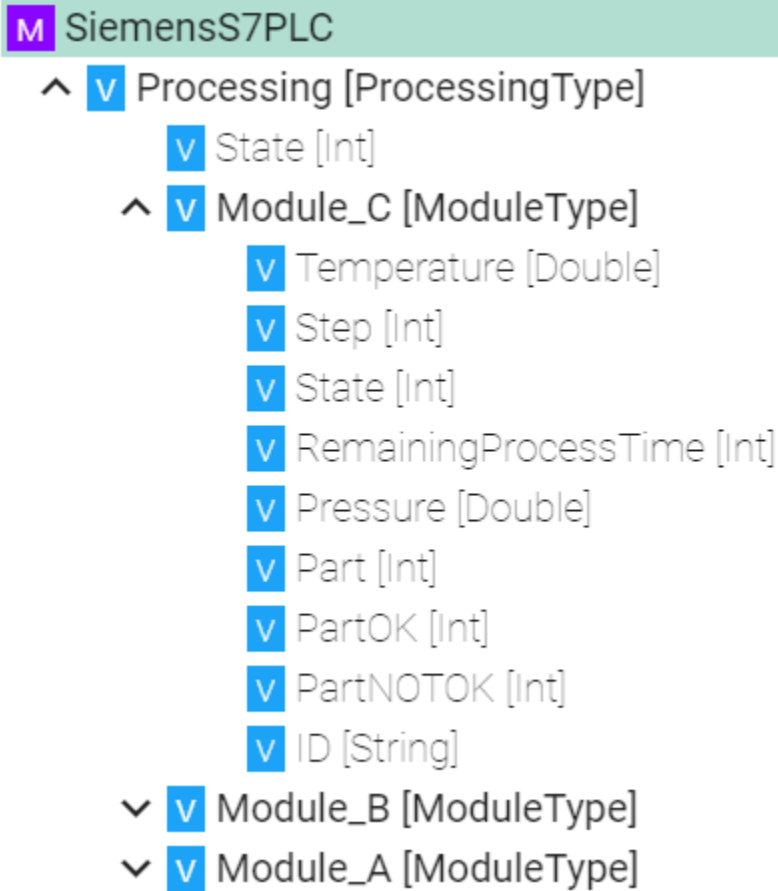 M SiemensS7PLC
V Processing [ProcessingType]
V State [Int]
V Module_C [ModuleType]
V Temperature [Double]
V Step [Int]
V State [Int]
V RemainingProcessTime [Int]
V Pressure [Double]
V Part [Int]
V PartOK [Int]
V PartNOTOK [Int]
V ID [String]
V Module_B [ModuleType]
V Module_A [ModuleType]